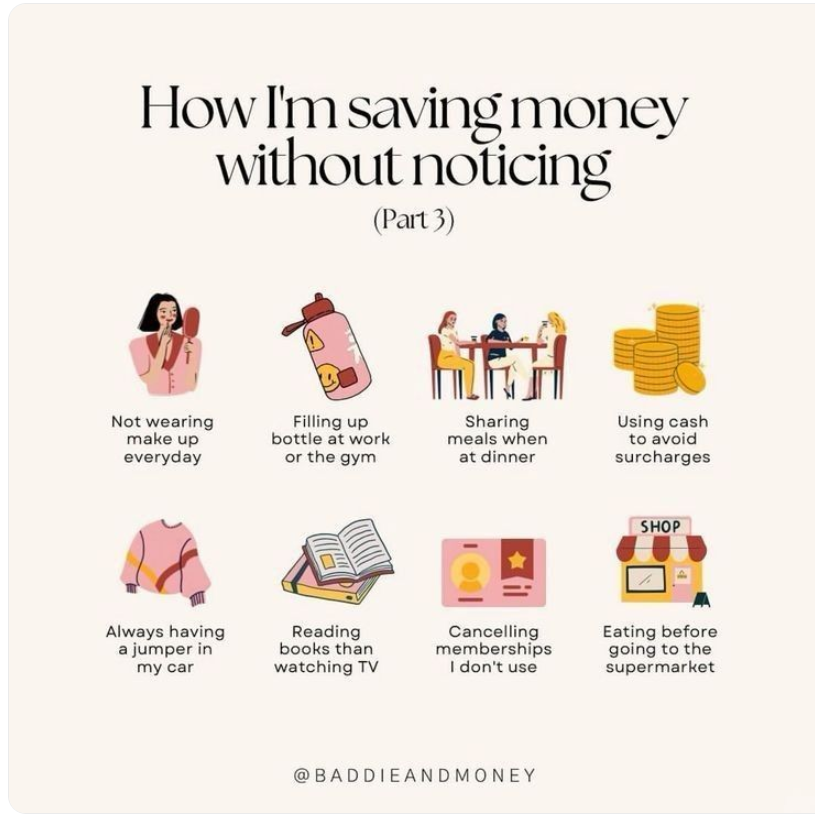 How I'm saving money
without noticing
(Part 3)
Not wearing
make up
everyday
Filling up
bottle at work
or the gym
Sharing
meals when
at dinner
Using cash
to avoid
surcharges
SHOP
Always having
a jumper in
my car
Reading
books than
watching TV
Cancelling
memberships
I don't use
Eating before
going to the
supermarket
@BADDIEANDMONEY